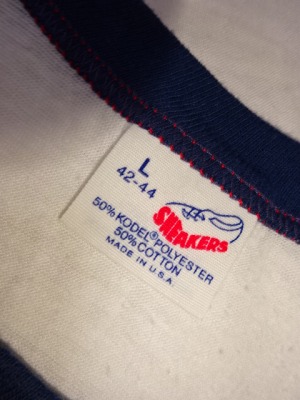 L
42-44
SNEAKERS
50% KODEL® POLYESTER
50% COTTON
MADE IN U.S.A.